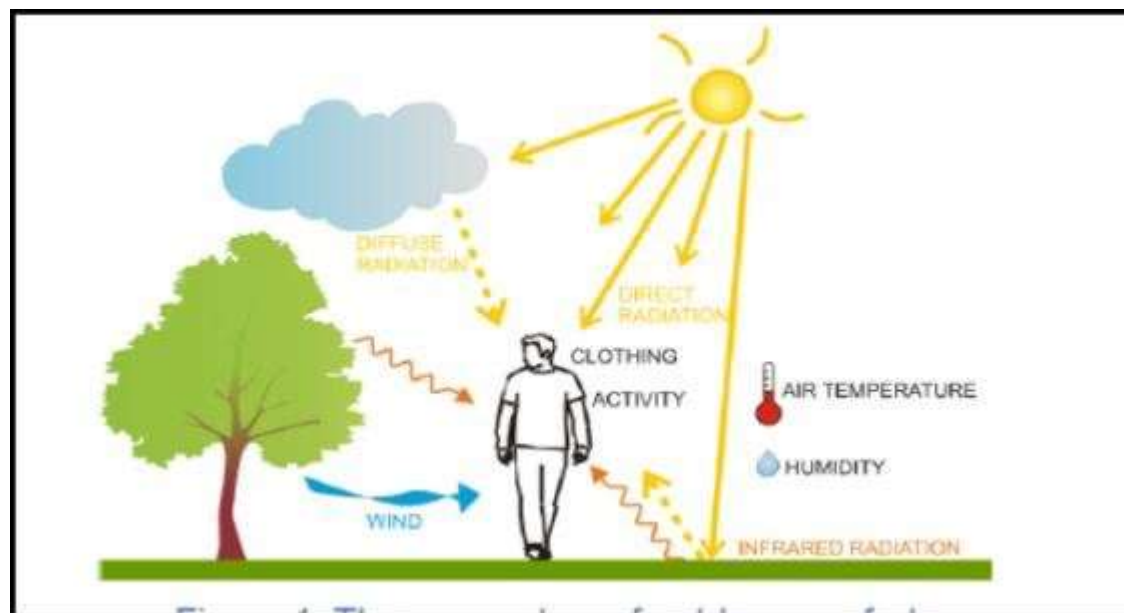 DIFFUSE
RADIATION
DIRECT
RADIATION
CLOTHING
ACTIVITY
AIR TEMPERATURE
HUMIDITY
WIND
INFRARED RADIATION